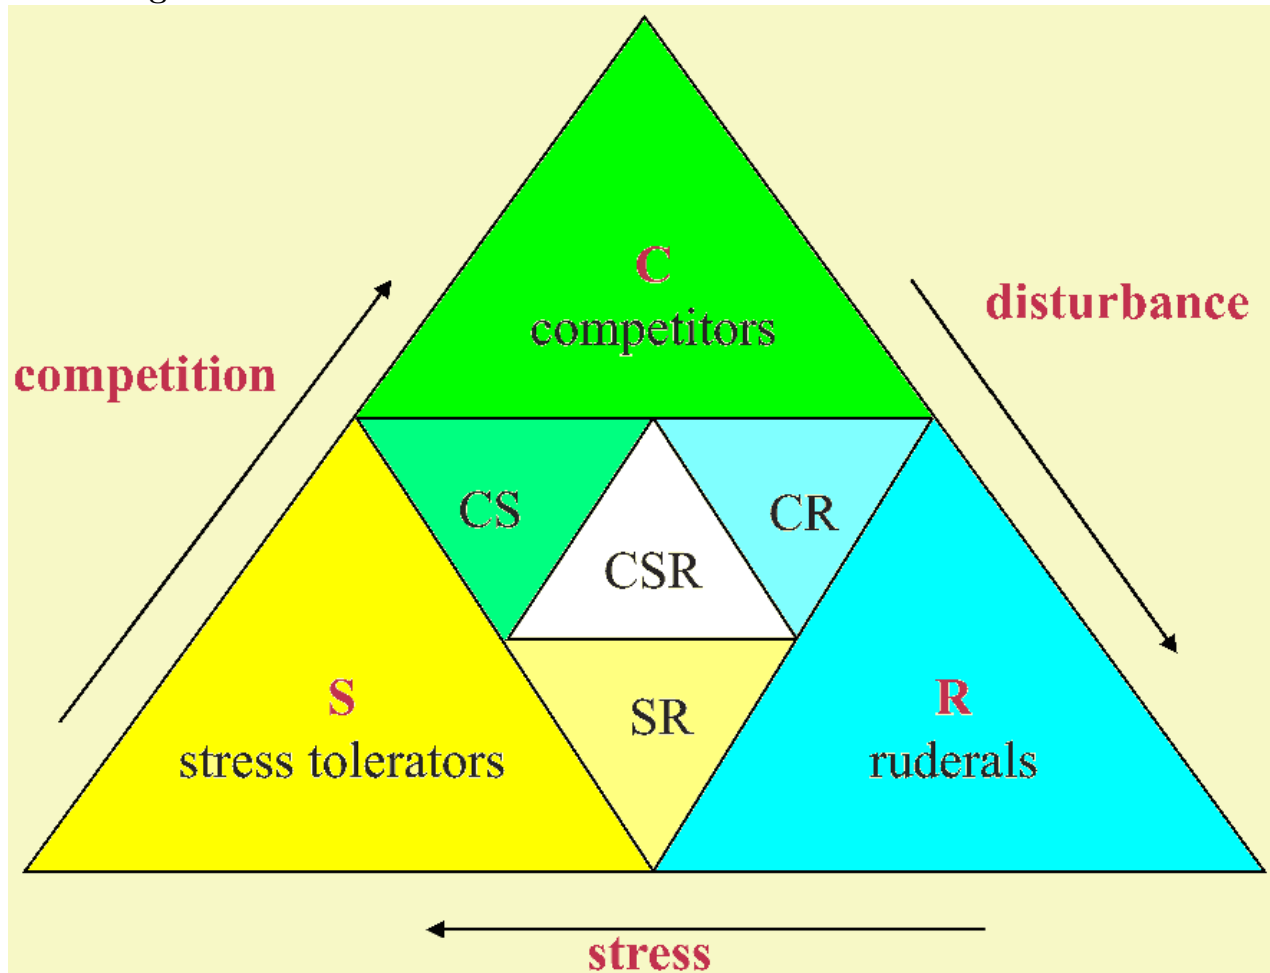 C
competitors
disturbance
competition
CS
CR
CSR
S
stress tolerators
SR
R
ruderals
stress